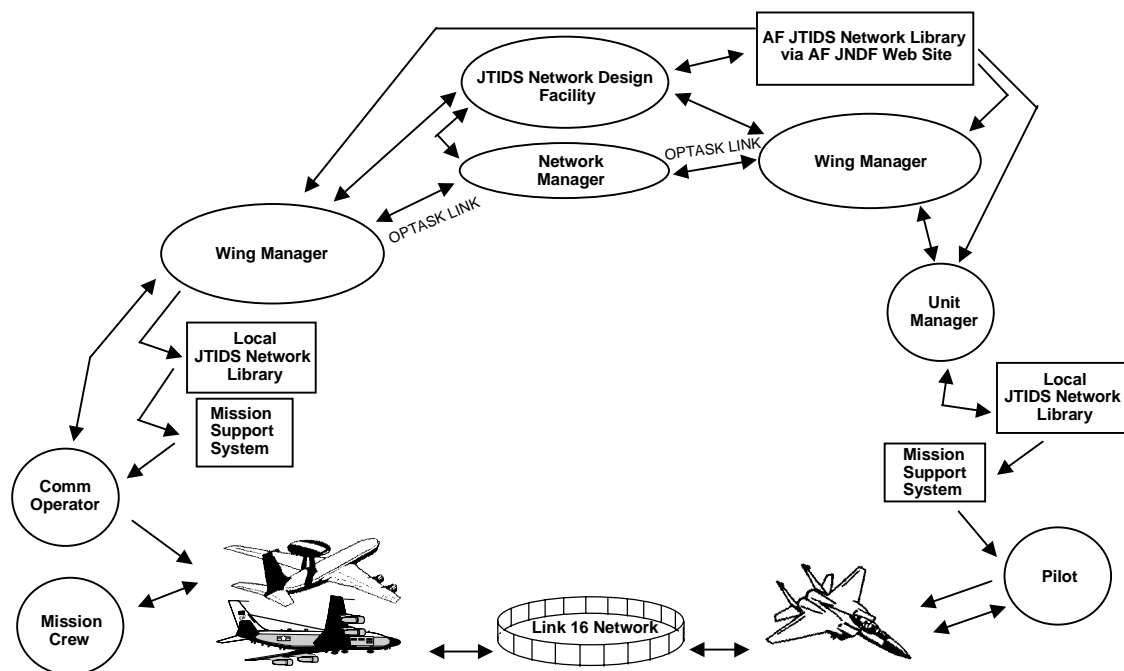 AF JTIDS Network Library
via AF JNDF Web Site
JTIDS Network Design
Facility
OPTASK LINK
Wing Manager
Network
Manager
OPTASK LINK
Wing Manager
Unit
Manager
Local
JTIDS Network
Library
Local
JTIDS Network
Library
Mission
Support
System
Mission
Support
System
Comm
Operator
Pilot
Mission
Crew
Link 16 Network